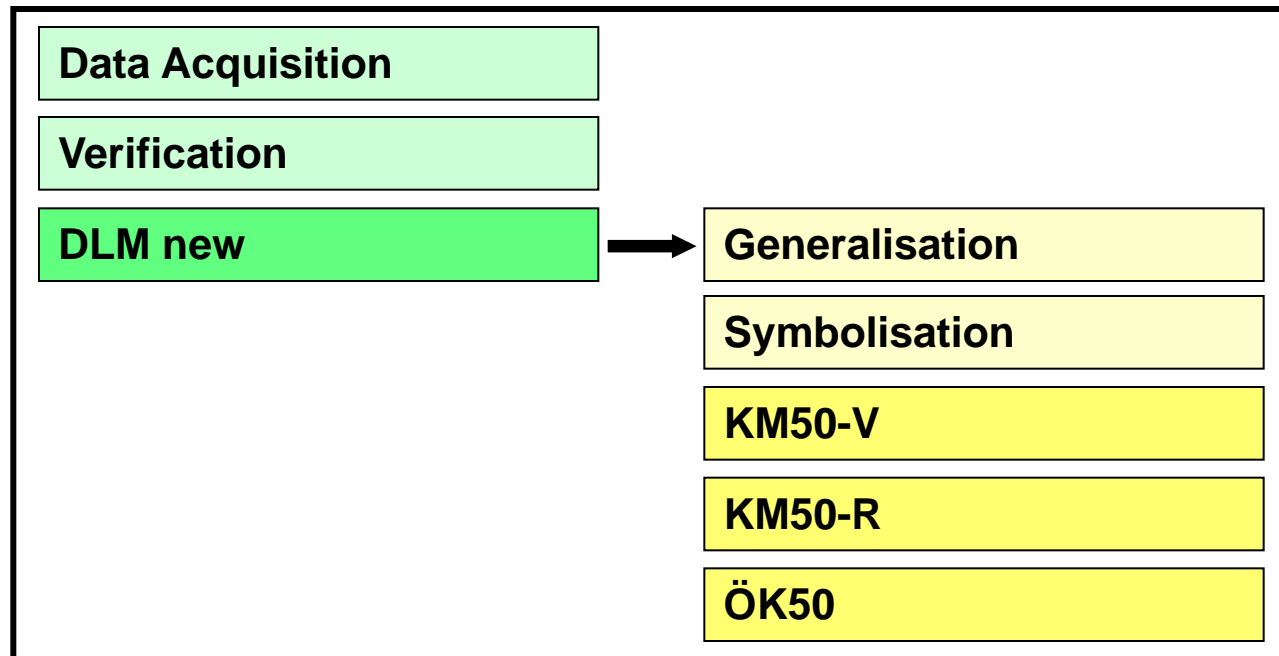 Data Acquisition
Verification
DLM new
Generalisation
Symbolisation
KM50-V
KM50-R
ÖK50